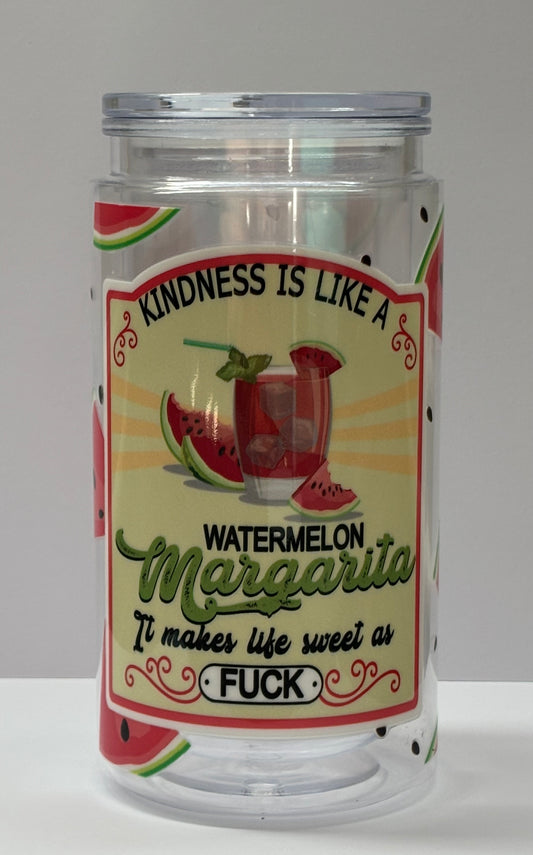 KINDNESS IS LIKE A
WATERMELON
Margarita
It makes life sweet as
FUCK